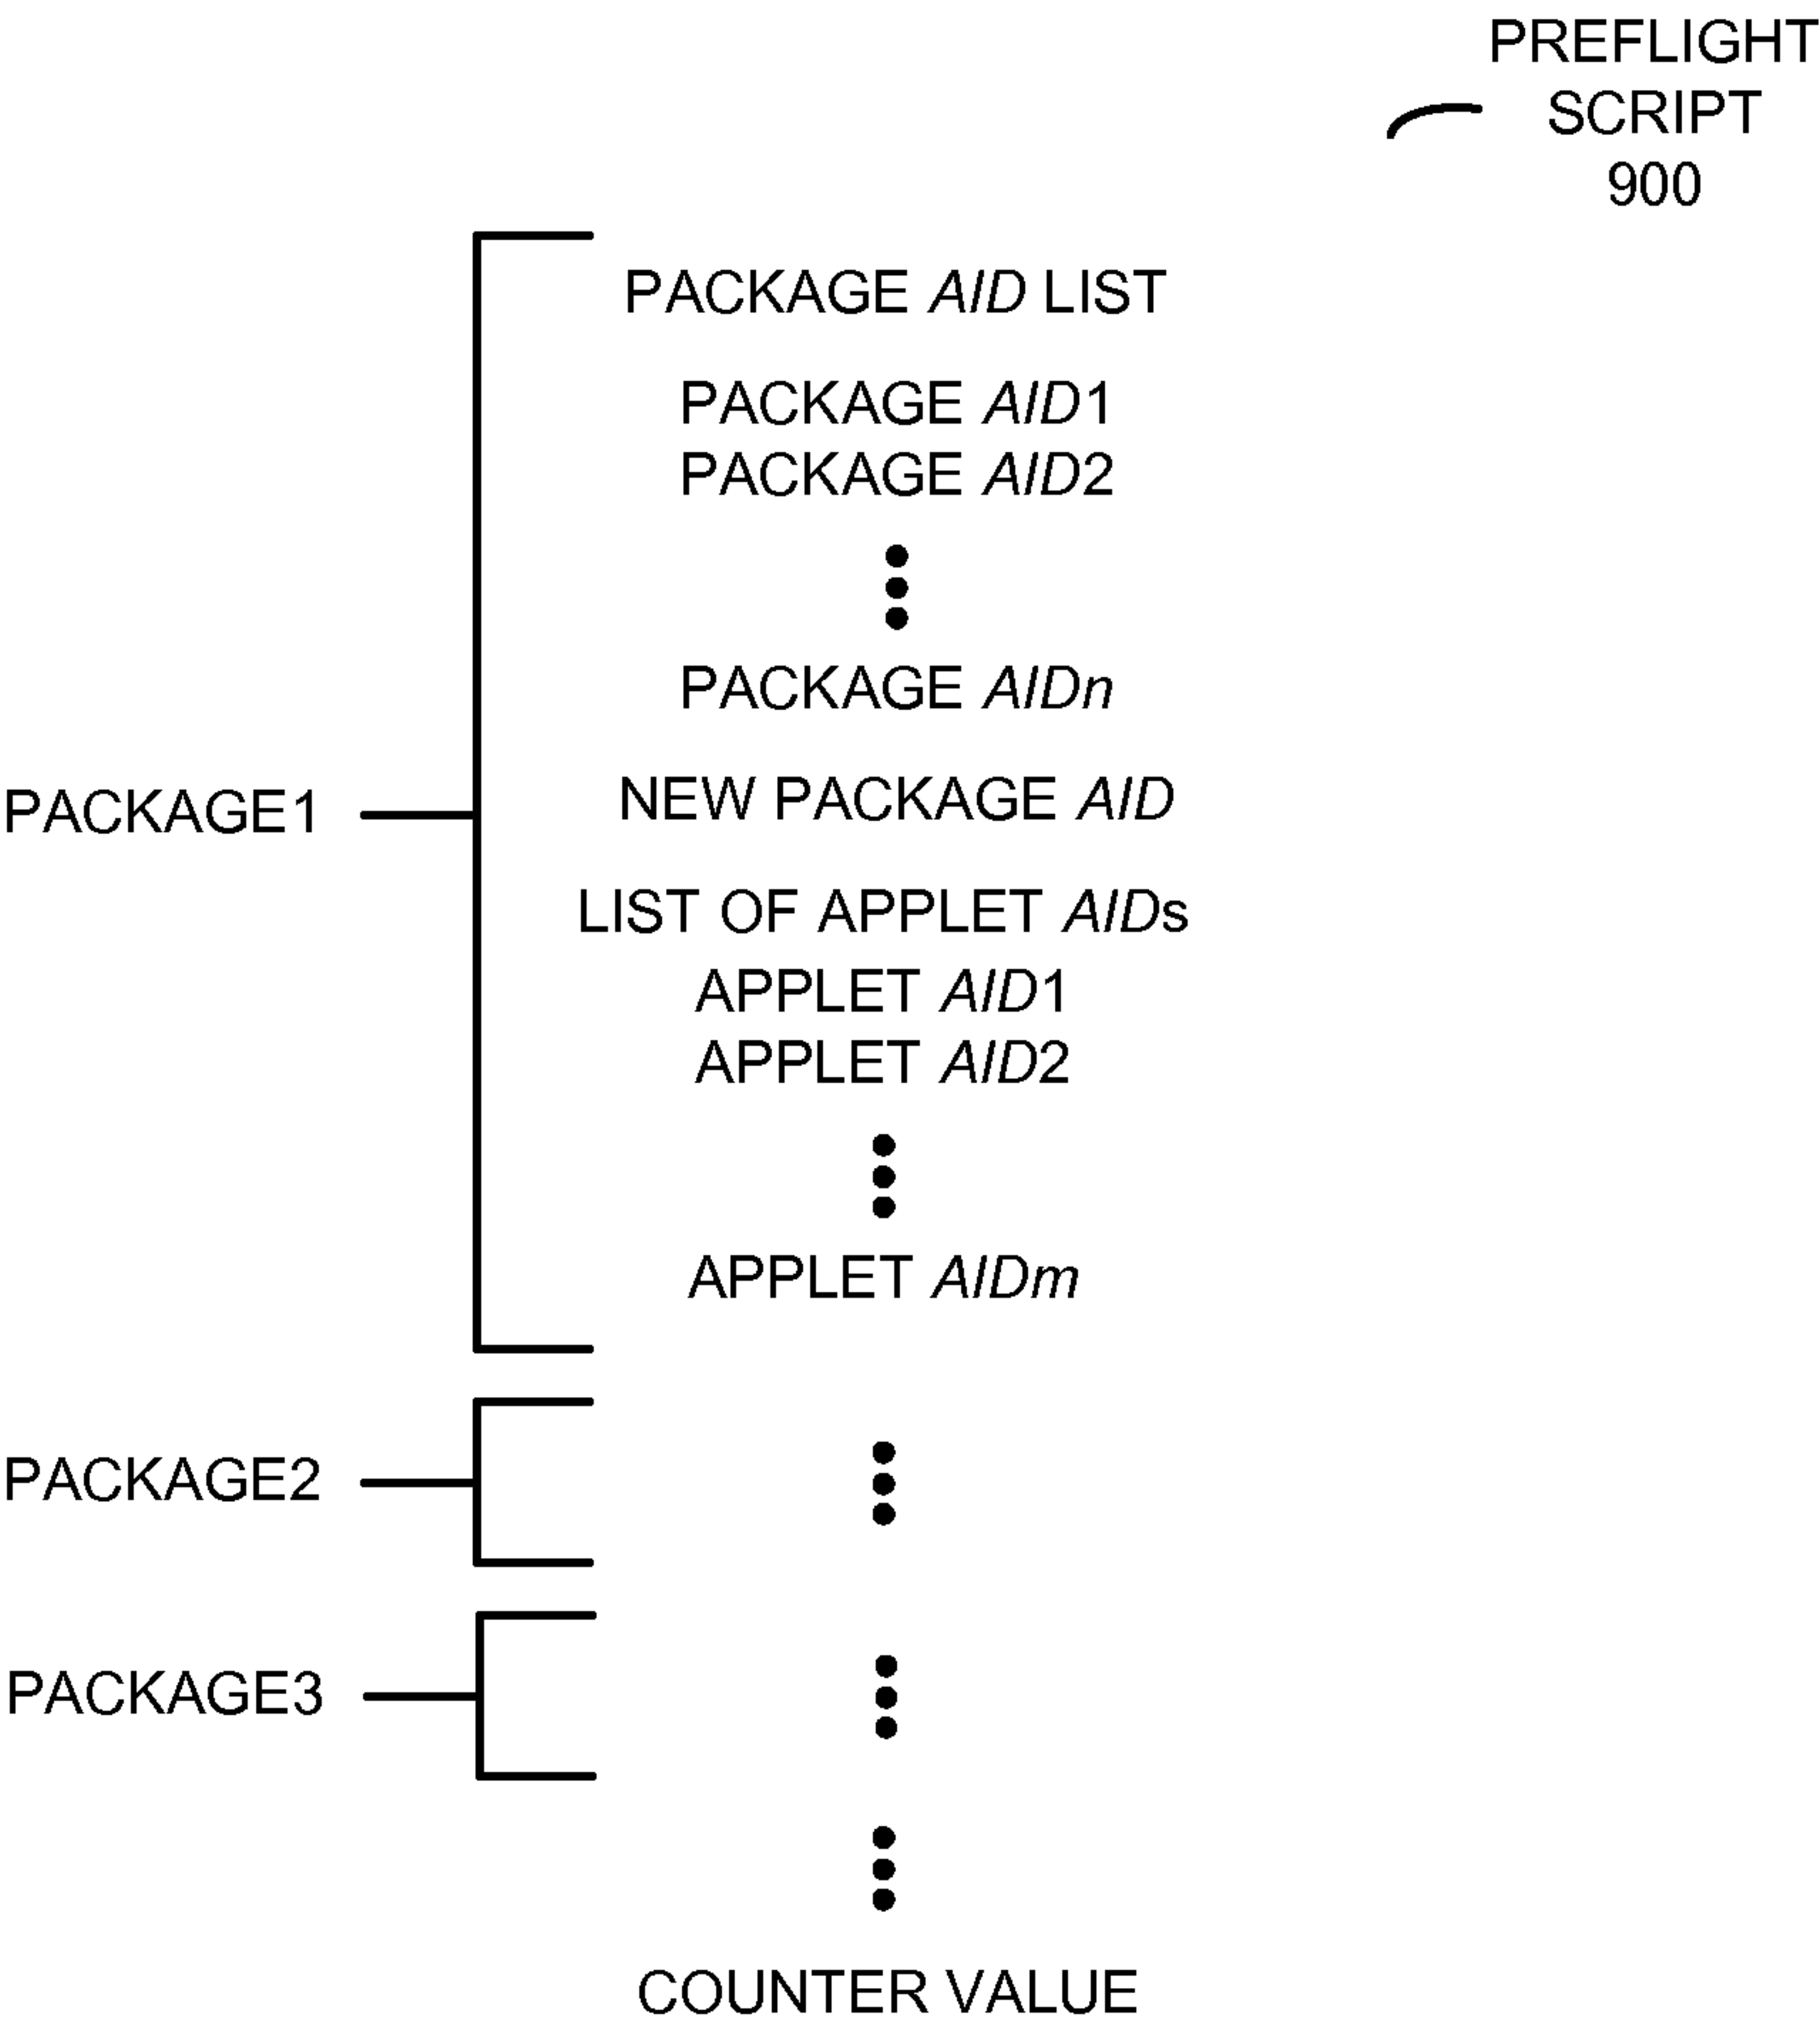 PREFLIGHT
SCRIPT
900
PACKAGE AID LIST
PACKAGE AID1
PACKAGE AID2
PACKAGE AIDn
NEW PACKAGE AID
PACKAGE1
LIST OF APPLET AIDs
APPLET AID1
APPLET AID2
APPLET AIDm
PACKAGE2
PACKAGE3
COUNTER VALUE